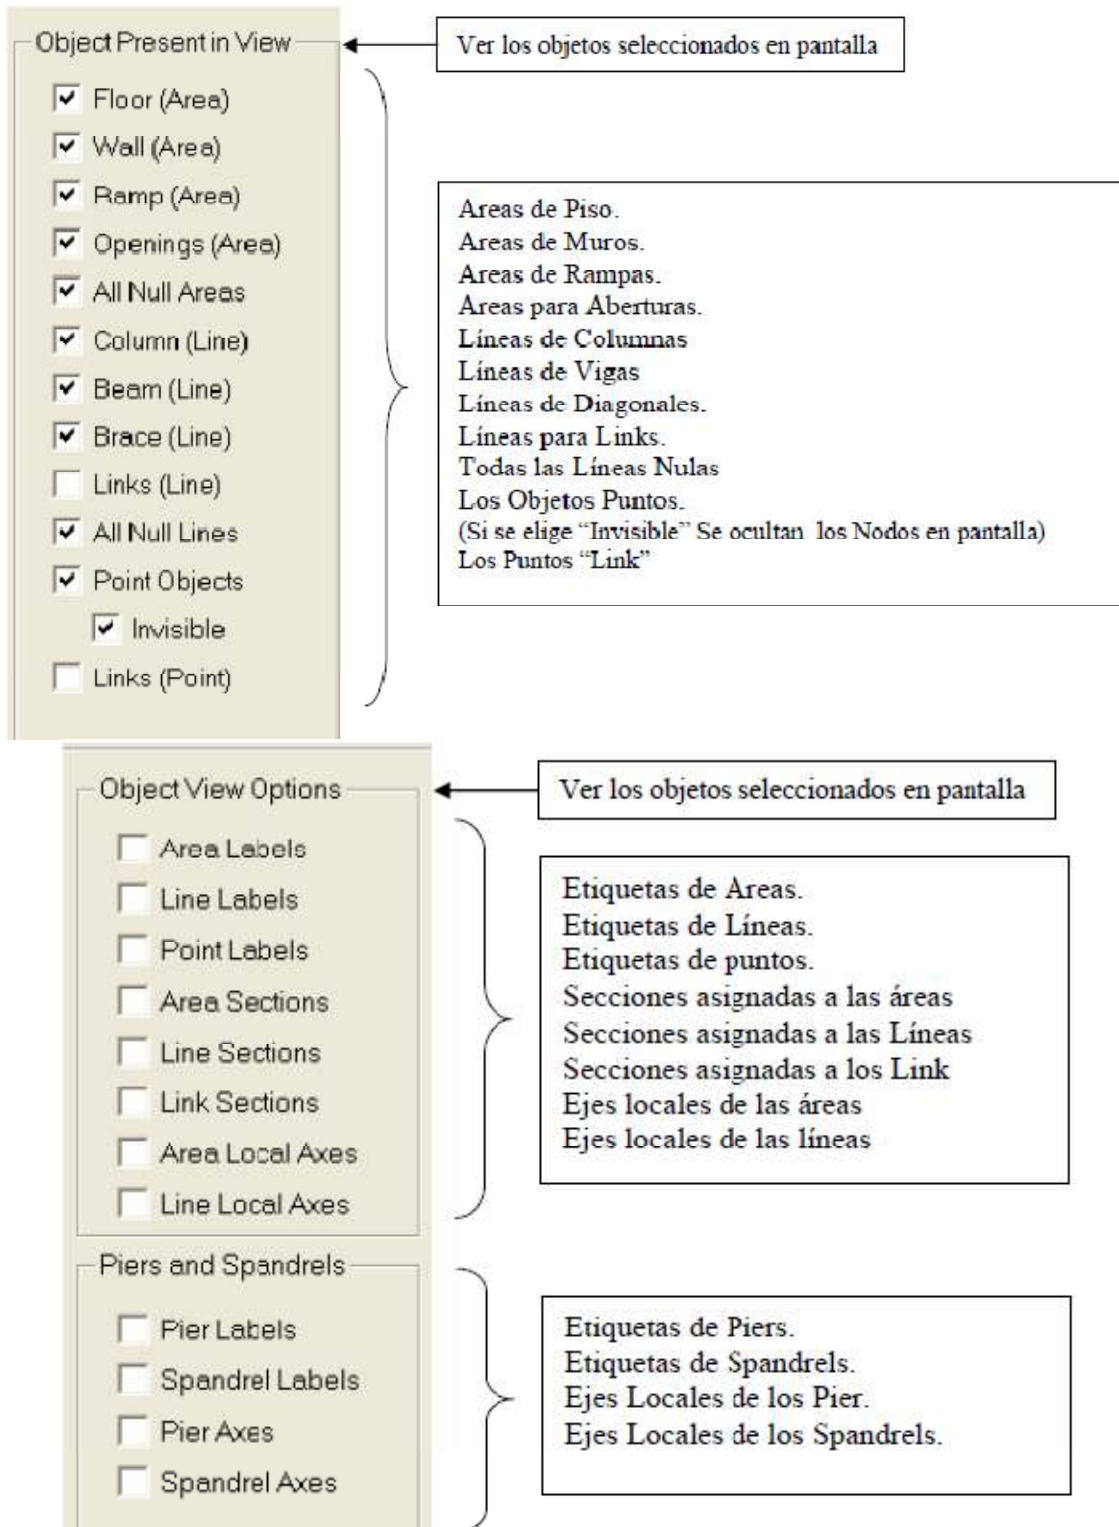 Object Present in View
Ver los objetos seleccionados en pantalla
Floor (Area)
Wall (Area)
Ramp (Area)
Openings (Area)
All Null Areas
Column (Line)
Beam (Line)
Brace (Line)
Links (Line)
All Null Lines
Point Objects
Invisible
Links (Point)
Areas de Piso.
Areas de Muros.
Areas de Rampas.
Areas para Aberturas.
Líneas de Columnas
Líneas de Vigas
Líneas de Diagonales.
Líneas para Links.
Todas las Líneas Nulas
Los Objetos Puntos.
(Si se elige “Invisible” Se ocultan los Nodos en pantalla)
Los Puntos “Link”
Object View Options
Ver los objetos seleccionados en pantalla
Area Labels
Line Labels
Point Labels
Area Sections
Line Sections
Link Sections
Area Local Axes
Line Local Axes
Etiquetas de Areas.
Etiquetas de Líneas.
Etiquetas de puntos.
Secciones asignadas a las áreas
Secciones asignadas a las Líneas
Secciones asignadas a los Link
Ejes locales de las áreas
Ejes locales de las líneas
Piers and Spandrels
Pier Labels
Spandrel Labels
Pier Axes
Spandrel Axes
Etiquetas de Piers.
Etiquetas de Spandrels.
Ejes Locales de los Pier.
Ejes Locales de los Spandrels.